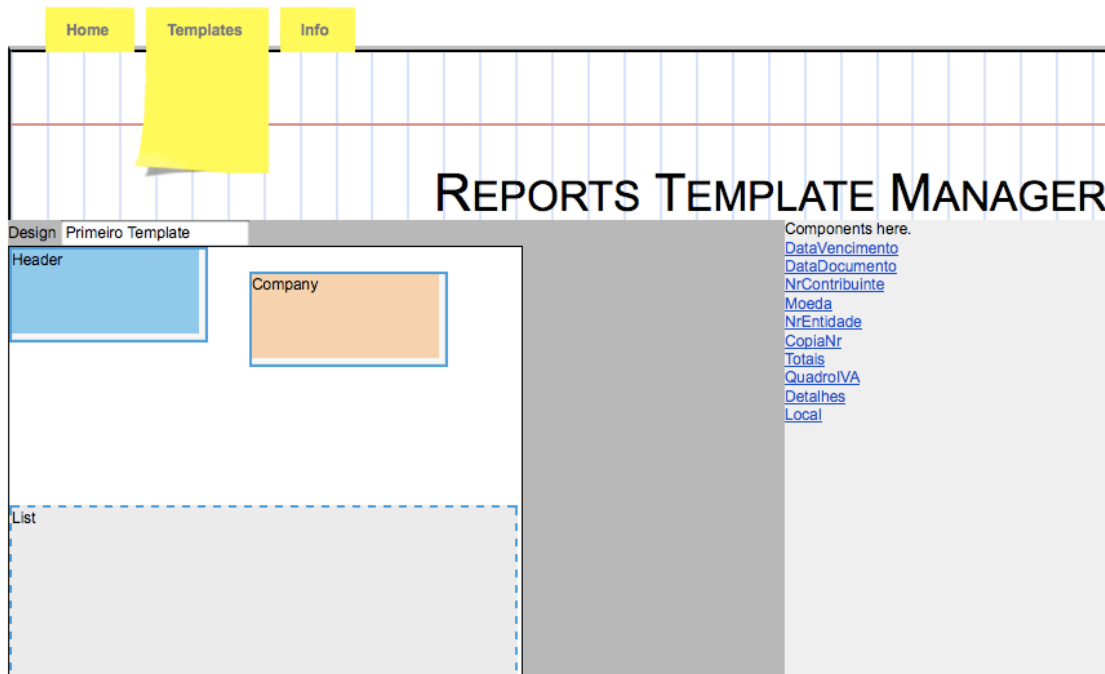 Home Templates Info
REPORTS TEMPLATE MANAGER
Design Primeiro Template
Header
Company
List
Components here.
DataVencimento
DataDocumento
NrContribuinte
Moeda
NrEntidade
CopiaNr
Totais
QuadroIVA
Detalhes
Local